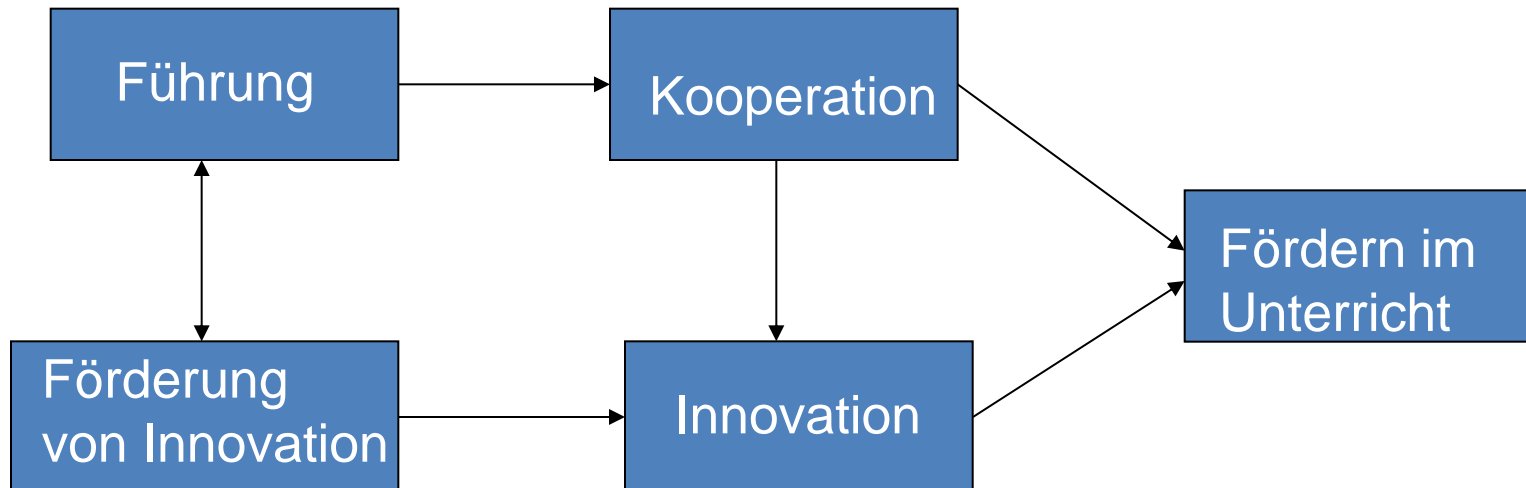 Führung
Kooperation
Fördern im
Unterricht
Förderung
von Innovation
Innovation